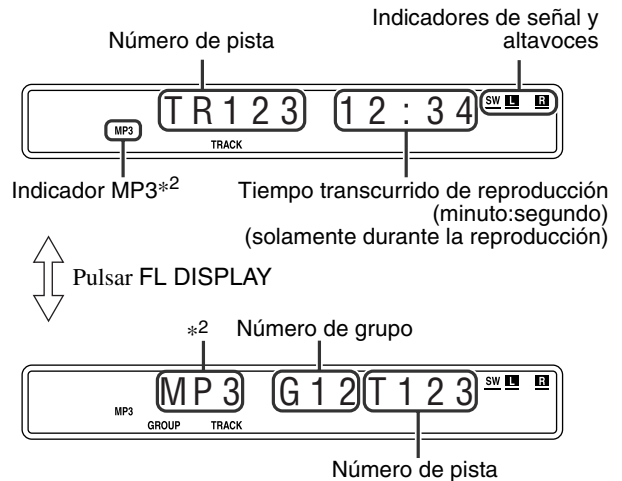 Indicadores de señal y
altavoces
Número de pista
TR123 12:34 SW L R
MP3
TRACK
Indicador MP3*2
Tiempo transcurrido de reproducción
(minuto:segundo)
(solamente durante la reproducción)
Pulsar FL DISPLAY
*2 Número de grupo
MP3 G12 T123 SW L R
MP3
GROUP TRACK
Número de pista